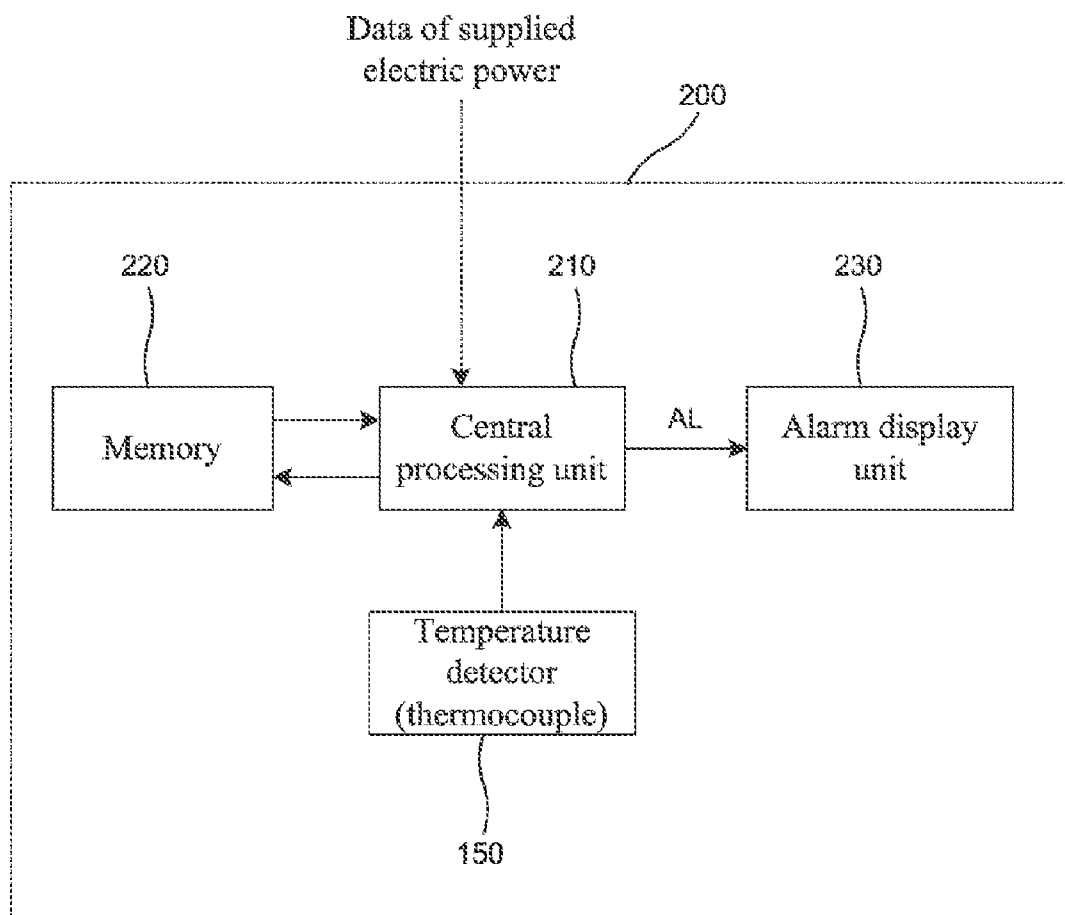 Data of supplied
electric power
200
220
210
230
Memory
Central
processing unit
AL
Alarm display
unit
Temperature
detector
(thermocouple)
150